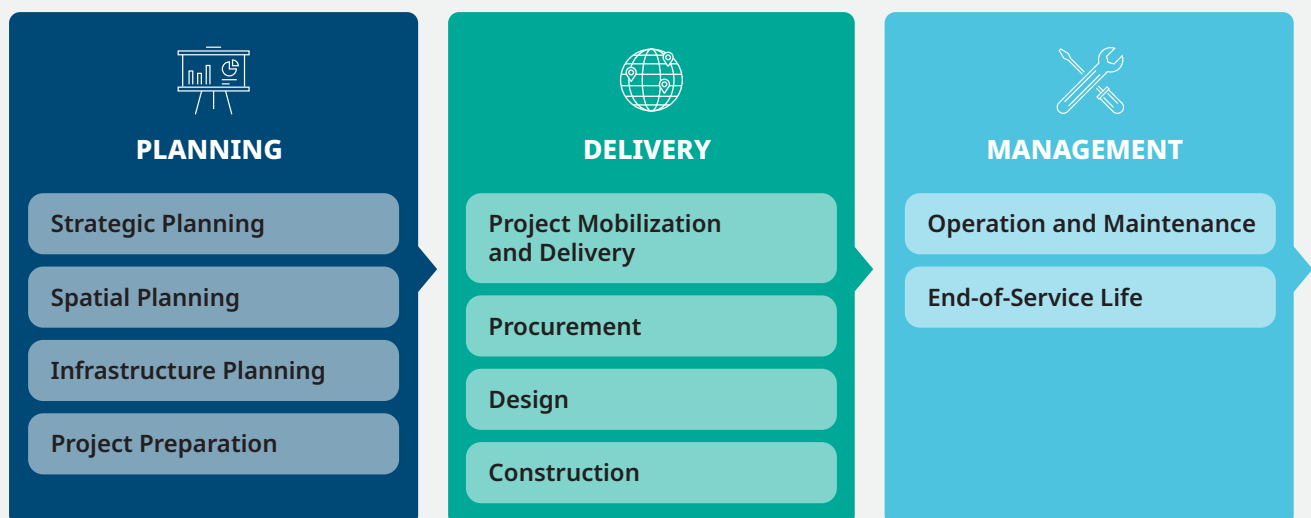 PLANNING
Strategic Planning
Spatial Planning
Infrastructure Planning
Project Preparation
DELIVERY
Project Mobilization
and Delivery
Procurement
Design
Construction
MANAGEMENT
Operation and Maintenance
End-of-Service Life